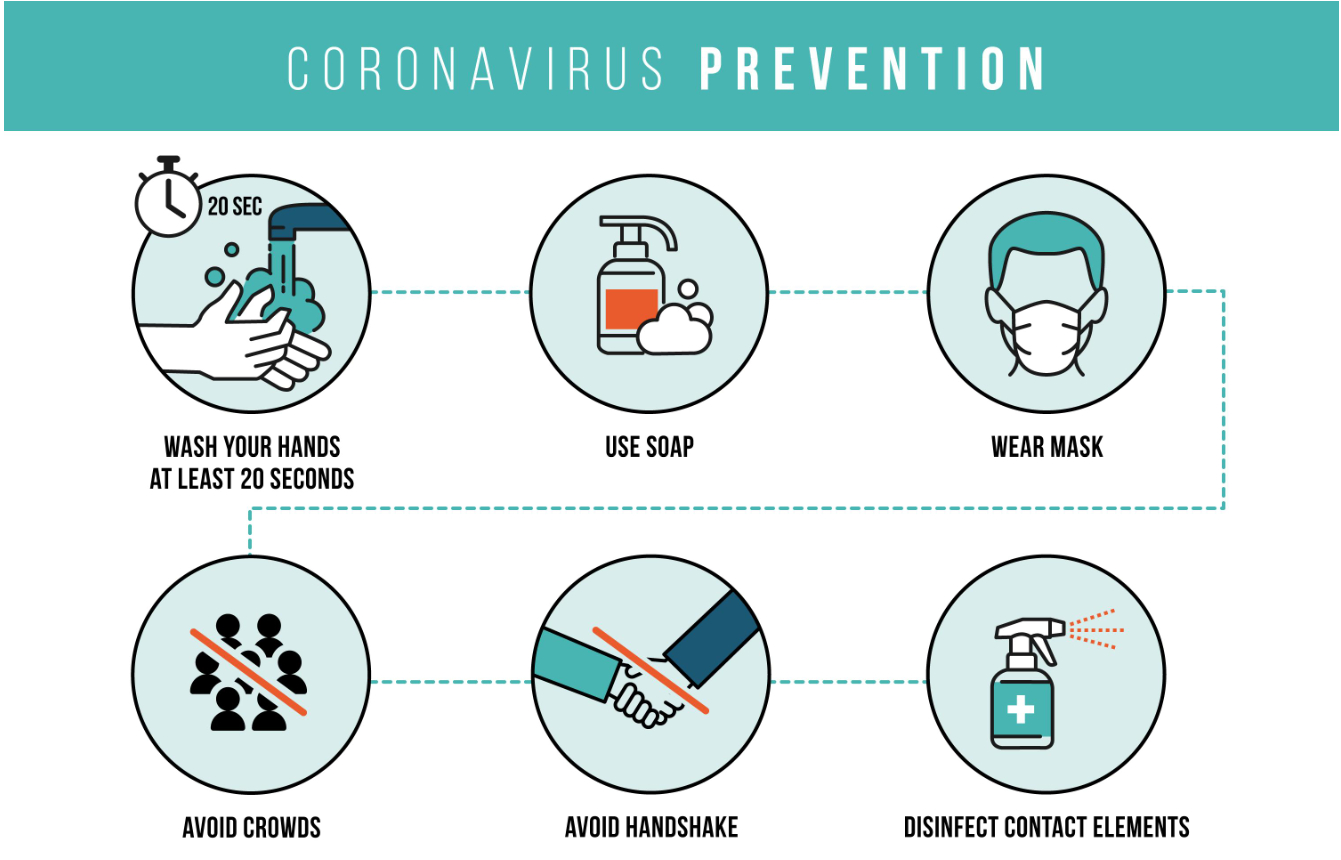 CORONAVIRUS PREVENTION
20 SEC
WASH YOUR HANDS
AT LEAST 20 SECONDS
USE SOAP
WEAR MASK
AVOID CROWDS
AVOID HANDSHAKE
DISINFECT CONTACT ELEMENTS